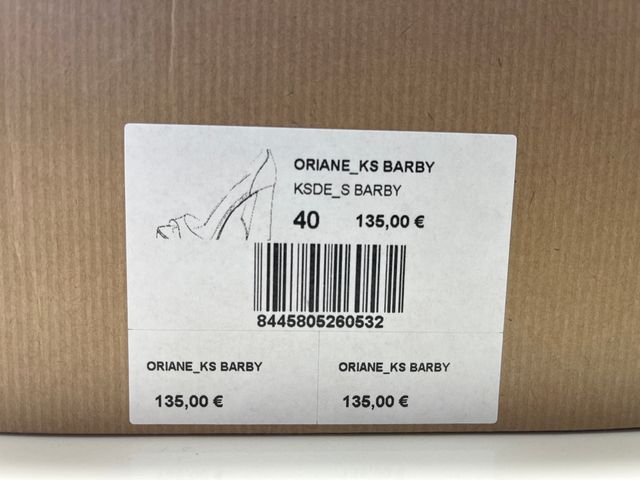 ORIANE_KS BARBY
KSDE_S BARBY
40 135,00 €
8445805260532
ORIANE_KS BARBY ORIANE_KS BARBY
135,00 € 135,00 €